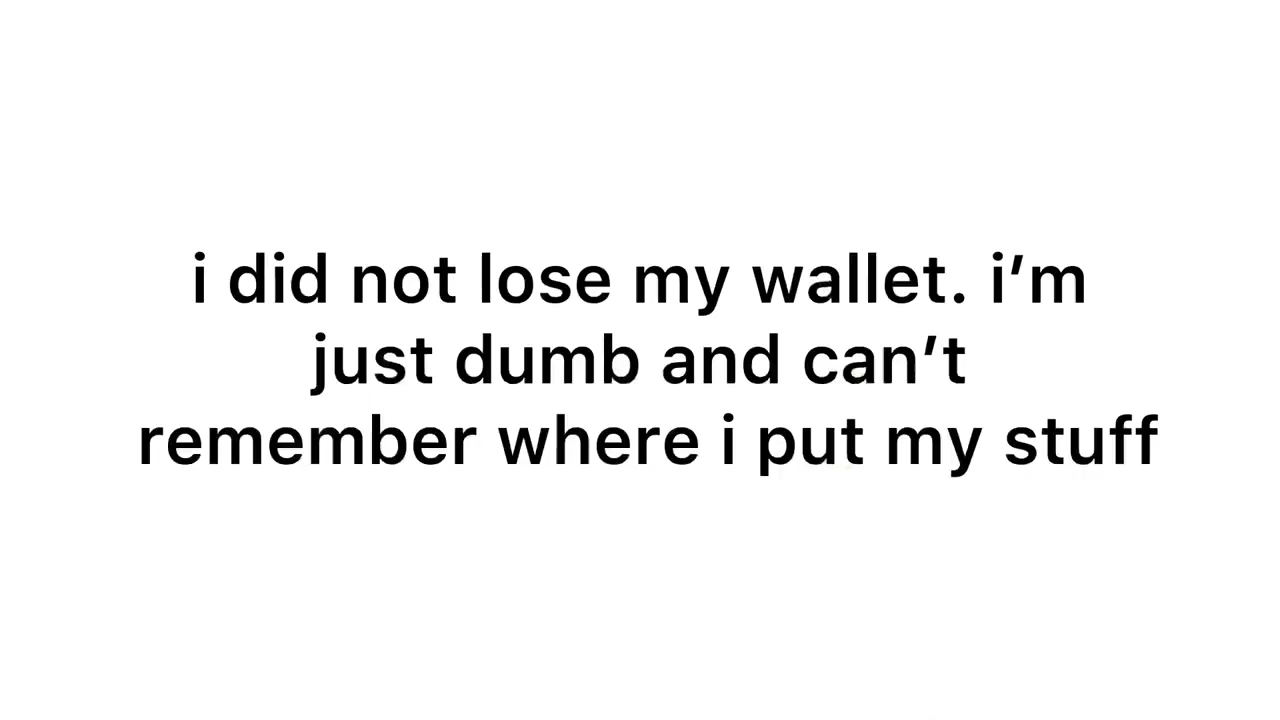 i did not lose my wallet. i’m
just dumb and can’t
remember where i put my stuff